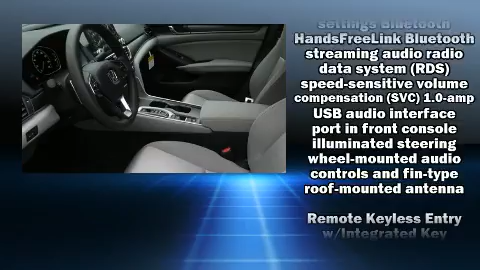 settings Bluetooth
HandsFreeLink Bluetooth
streaming audio radio
data system (RDS)
speed-sensitive volume
compensation (SVC) 1.0-amp
USB audio interface
port in front console
illuminated steering
wheel-mounted audio
controls and fin-type
roof-mounted antenna
Remote Keyless Entry
w/Integrated Key